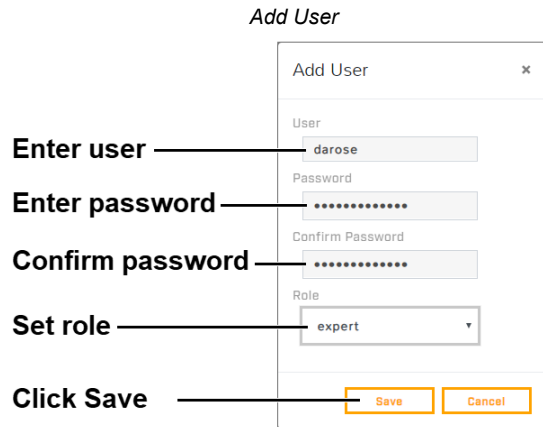 Add User
Add User ×
User
Enter user darose
Password
Enter password •••••••••••••
Confirm Password
Confirm password •••••••••••••
Role
Set role expert ▾
Click Save Save Cancel